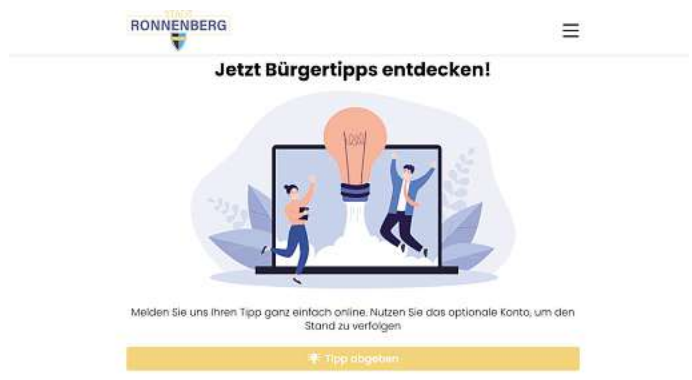 STADT
RONNENBERG
Jetzt Bürgertipps entdecken!
Melden Sie uns Ihren Tipp ganz einfach online. Nutzen Sie das optionale Konto, um den
Stand zu verfolgen
Tipp abgeben